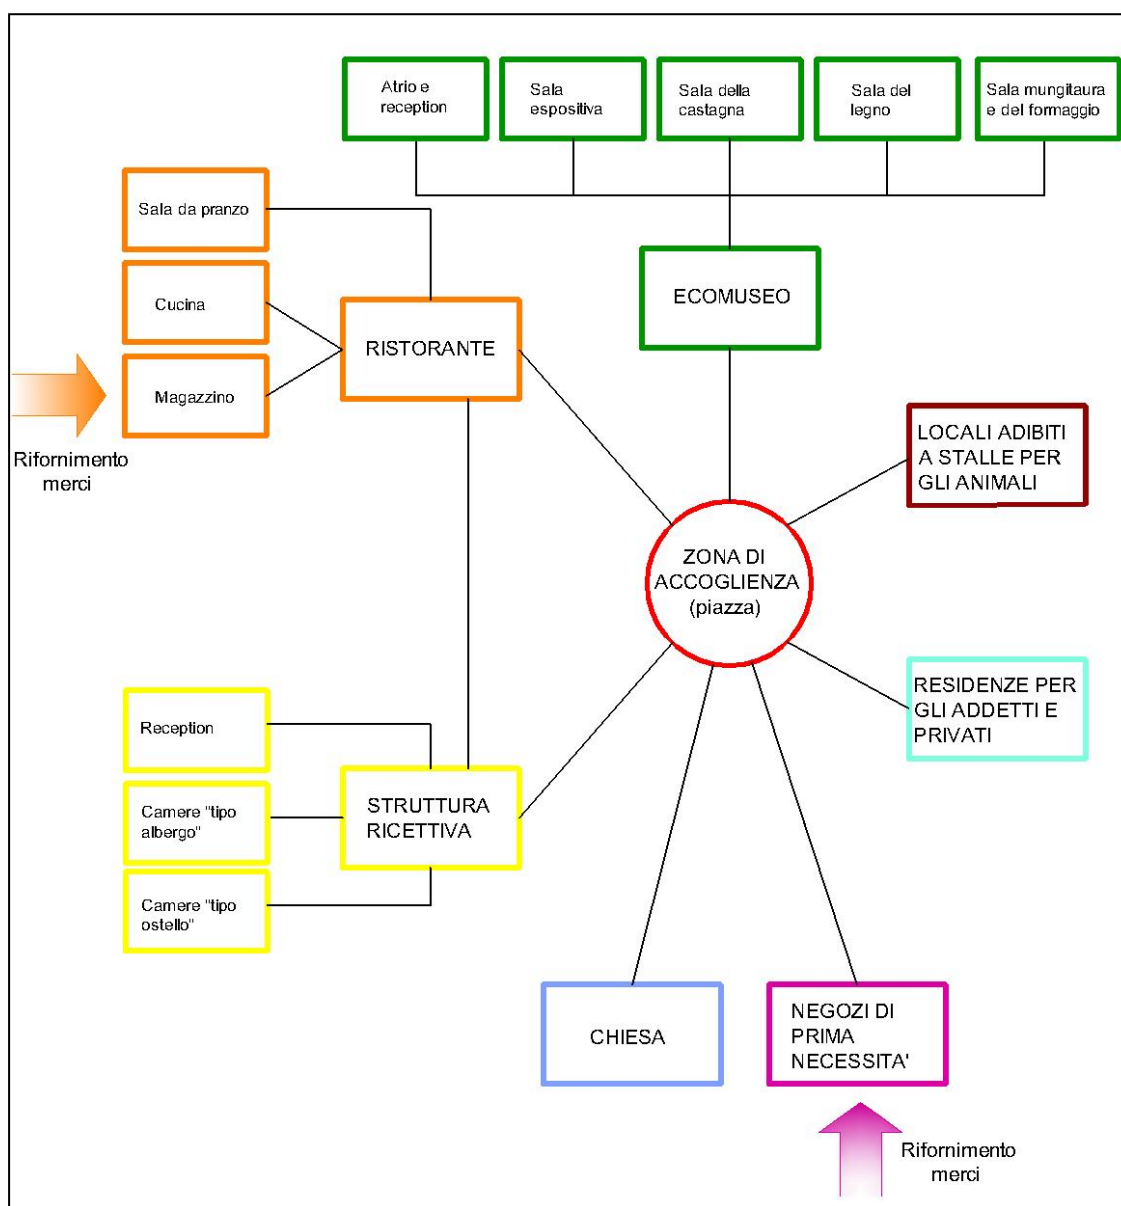 Atrio e
reception
Sala
espositiva
Sala della
castagna
Sala del
legno
Sala mungitaura
e del formaggio
Sala da pranzo
Cucina
Magazzino
Rifornimento
merci
RISTORANTE
ECOMUSEO
LOCALI ADIBITI
A STALLE PER
GLI ANIMALI
ZONA DI
ACCOGLIENZA
(piazza)
RESIDENZE PER
GLI ADDETTI E
PRIVATI
Reception
Camere "tipo
albergo"
Camere "tipo
ostello"
STRUTTURA
RICETTIVA
CHIESA
NEGOZI DI
PRIMA
NECESSITA'
Rifornimento
merci